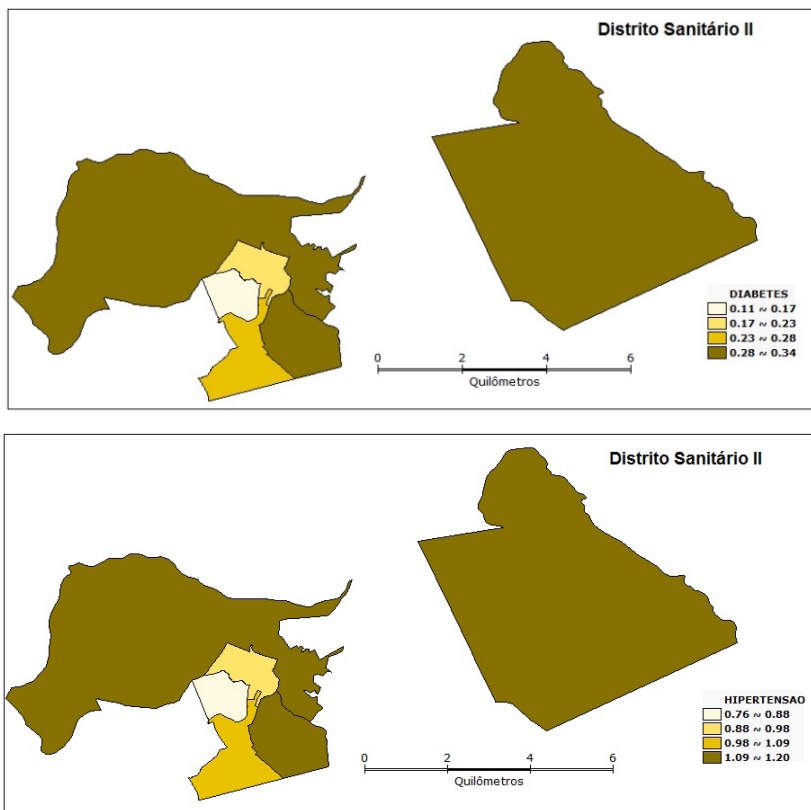 Distrito Sanitário II
DIABETES
0.11 ~ 0.17
0.17 ~ 0.23
0.23 ~ 0.28
0.28 ~ 0.34
0 2 4 6
Quilômetros
Distrito Sanitário II
HIPERTENSAO
0.76 ~ 0.88
0.88 ~ 0.98
0.98 ~ 1.09
1.09 ~ 1.20
0 2 4 6
Quilômetros